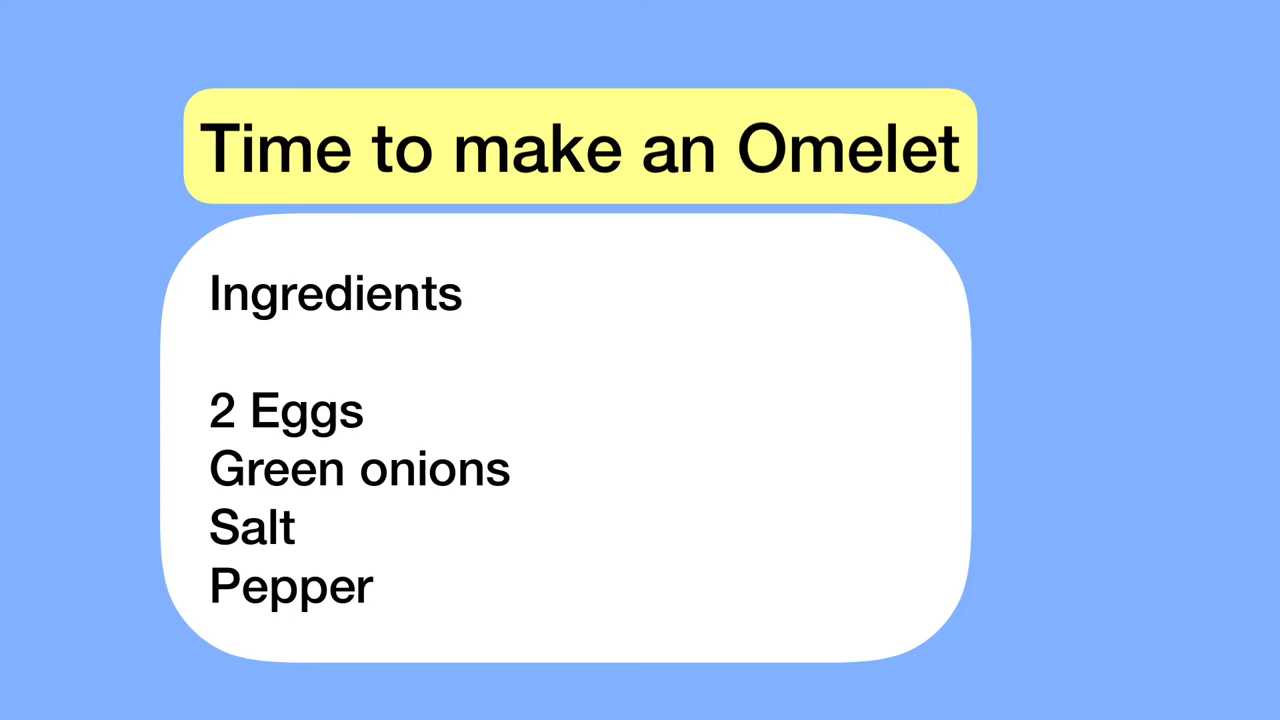 Time to make an Omelet
Ingredients
2 Eggs
Green onions
Salt
Pepper